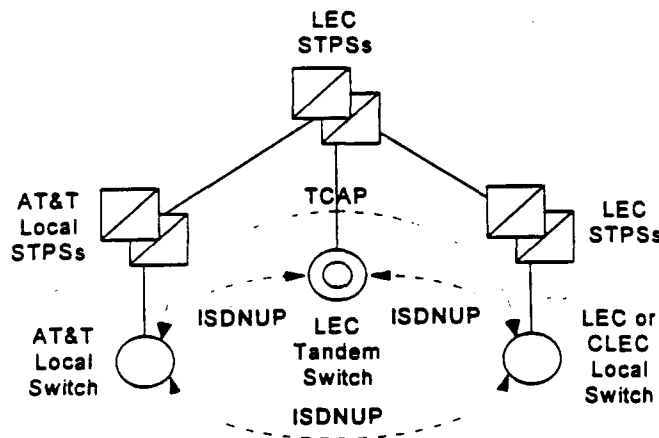 LEC
STPSs
TCAP
AT&T
Local
STPSs
LEC
STPSs
ISDNUP
ISDNUP
AT&T
Local
Switch
LEC
Tandem
Switch
LEC or
CLEC
Local
Switch
ISDNUP